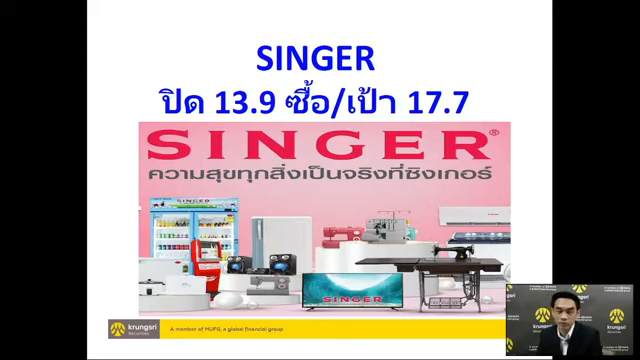 SINGER
ปิด 13.9 ซื้อ/เป้า 17.7
SINGER®
ความสุขทุกสิ่งเป็นจริงที่ซิงเกอร์
SINGER
SINGER
krungsri
Securities
A member of MUFG, a global financial group
krungsri